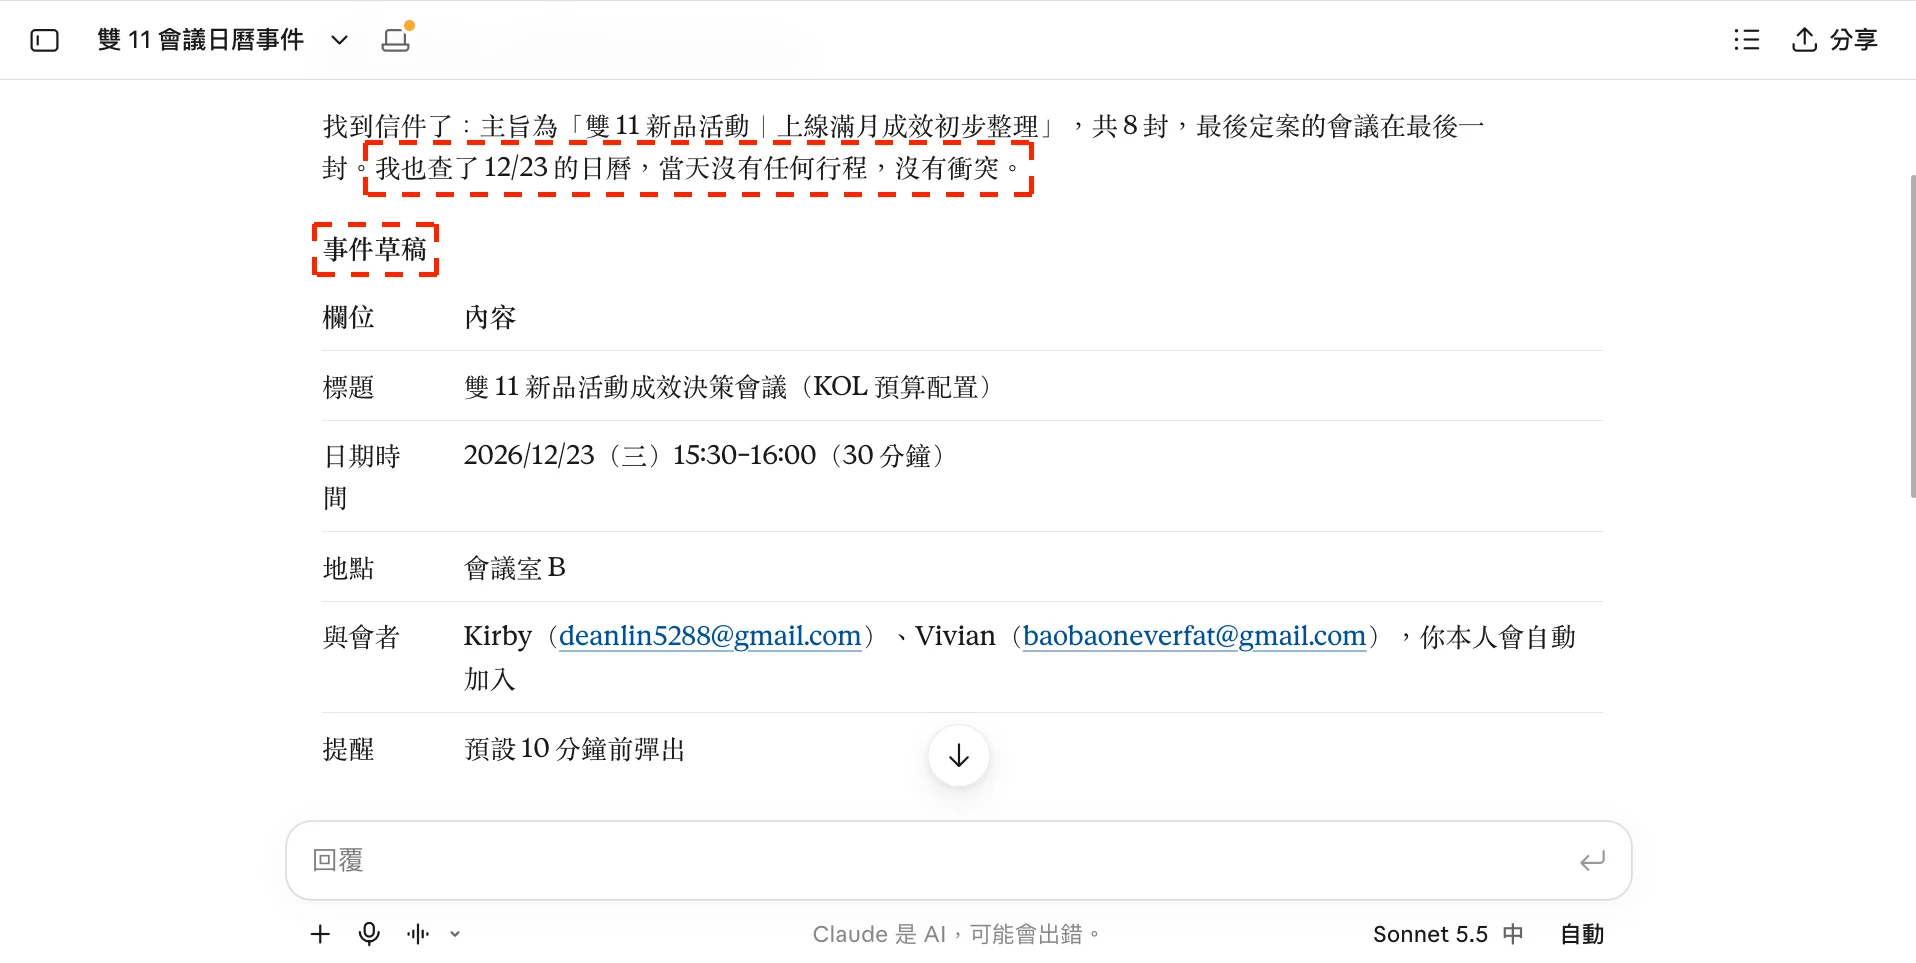 雙 11 會議日曆事件
分享
找到信件了：主旨為「雙 11 新品活動｜上線滿月成效初步整理」，共 8 封，最後定案的會議在最後一
封。我也查了 12/23 的日曆，當天沒有任何行程，沒有衝突。
事件草稿
欄位 內容
標題 雙 11 新品活動成效決策會議（KOL 預算配置）
日期時 2026/12/23（三）15:30–16:00（30 分鐘）
間
地點 會議室 B
與會者 Kirby（deanlin5288@gmail.com）、Vivian（baobaoneverfat@gmail.com），你本人會自動
加入
提醒 預設 10 分鐘前彈出
回覆
Claude 是 AI，可能會出錯。
Sonnet 5.5 中 自動